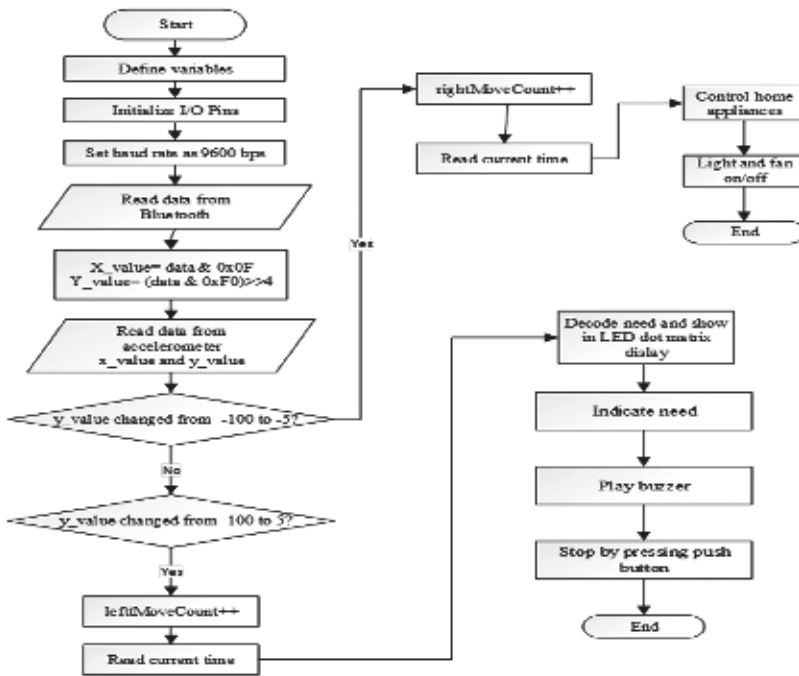 Start
Define variables
Initialize I/O Pins
Set baud rate as 9600 bps
Read data from
Bluetooth
X_value= data & 0x0F
Y_value= (data & 0xF0)>>4
Read data from
accelerometer
x_value and y_value
y_value changed from -100 to -5?
No
y_value changed from 100 to 5?
Yes
leftMoveCount++
Read current time
Yes
rightMoveCount++
Read current time
Control home
appliances
Light and fan
on/off
End
Decode need and show
in LED dot matrix
dislay
Indicate need
Play buzzer
Stop by pressing push
button
End